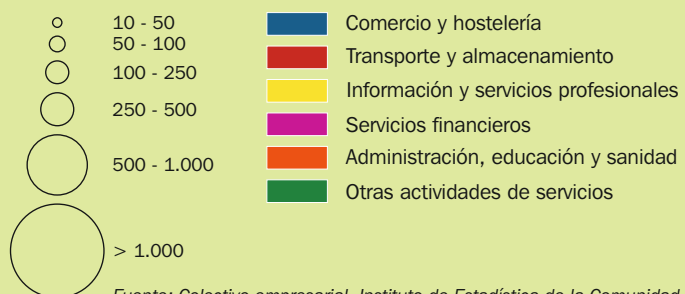 10 - 50
50 - 100
100 - 250
250 - 500
500 - 1.000
> 1.000
Comercio y hostelería
Transporte y almacenamiento
Información y servicios profesionales
Servicios financieros
Administración, educación y sanidad
Otras actividades de servicios
Fuente: Colectivo empresarial. Instituto de Estadística de la Comunidad